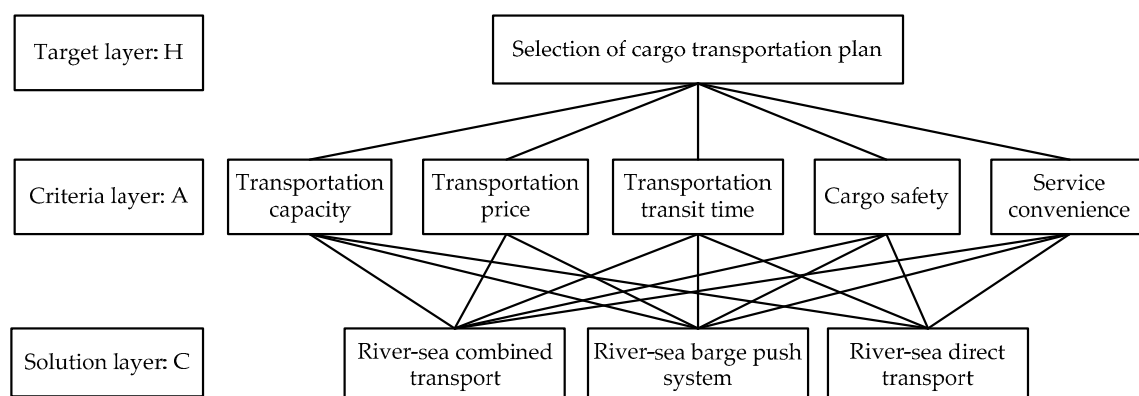 Target layer: H
Selection of cargo transportation plan
Criteria layer: A
Transportation
capacity
Transportation
price
Transportation
transit time
Cargo safety
Service
convenience
Solution layer: C
River-sea combined
transport
River-sea barge push
system
River-sea direct
transport